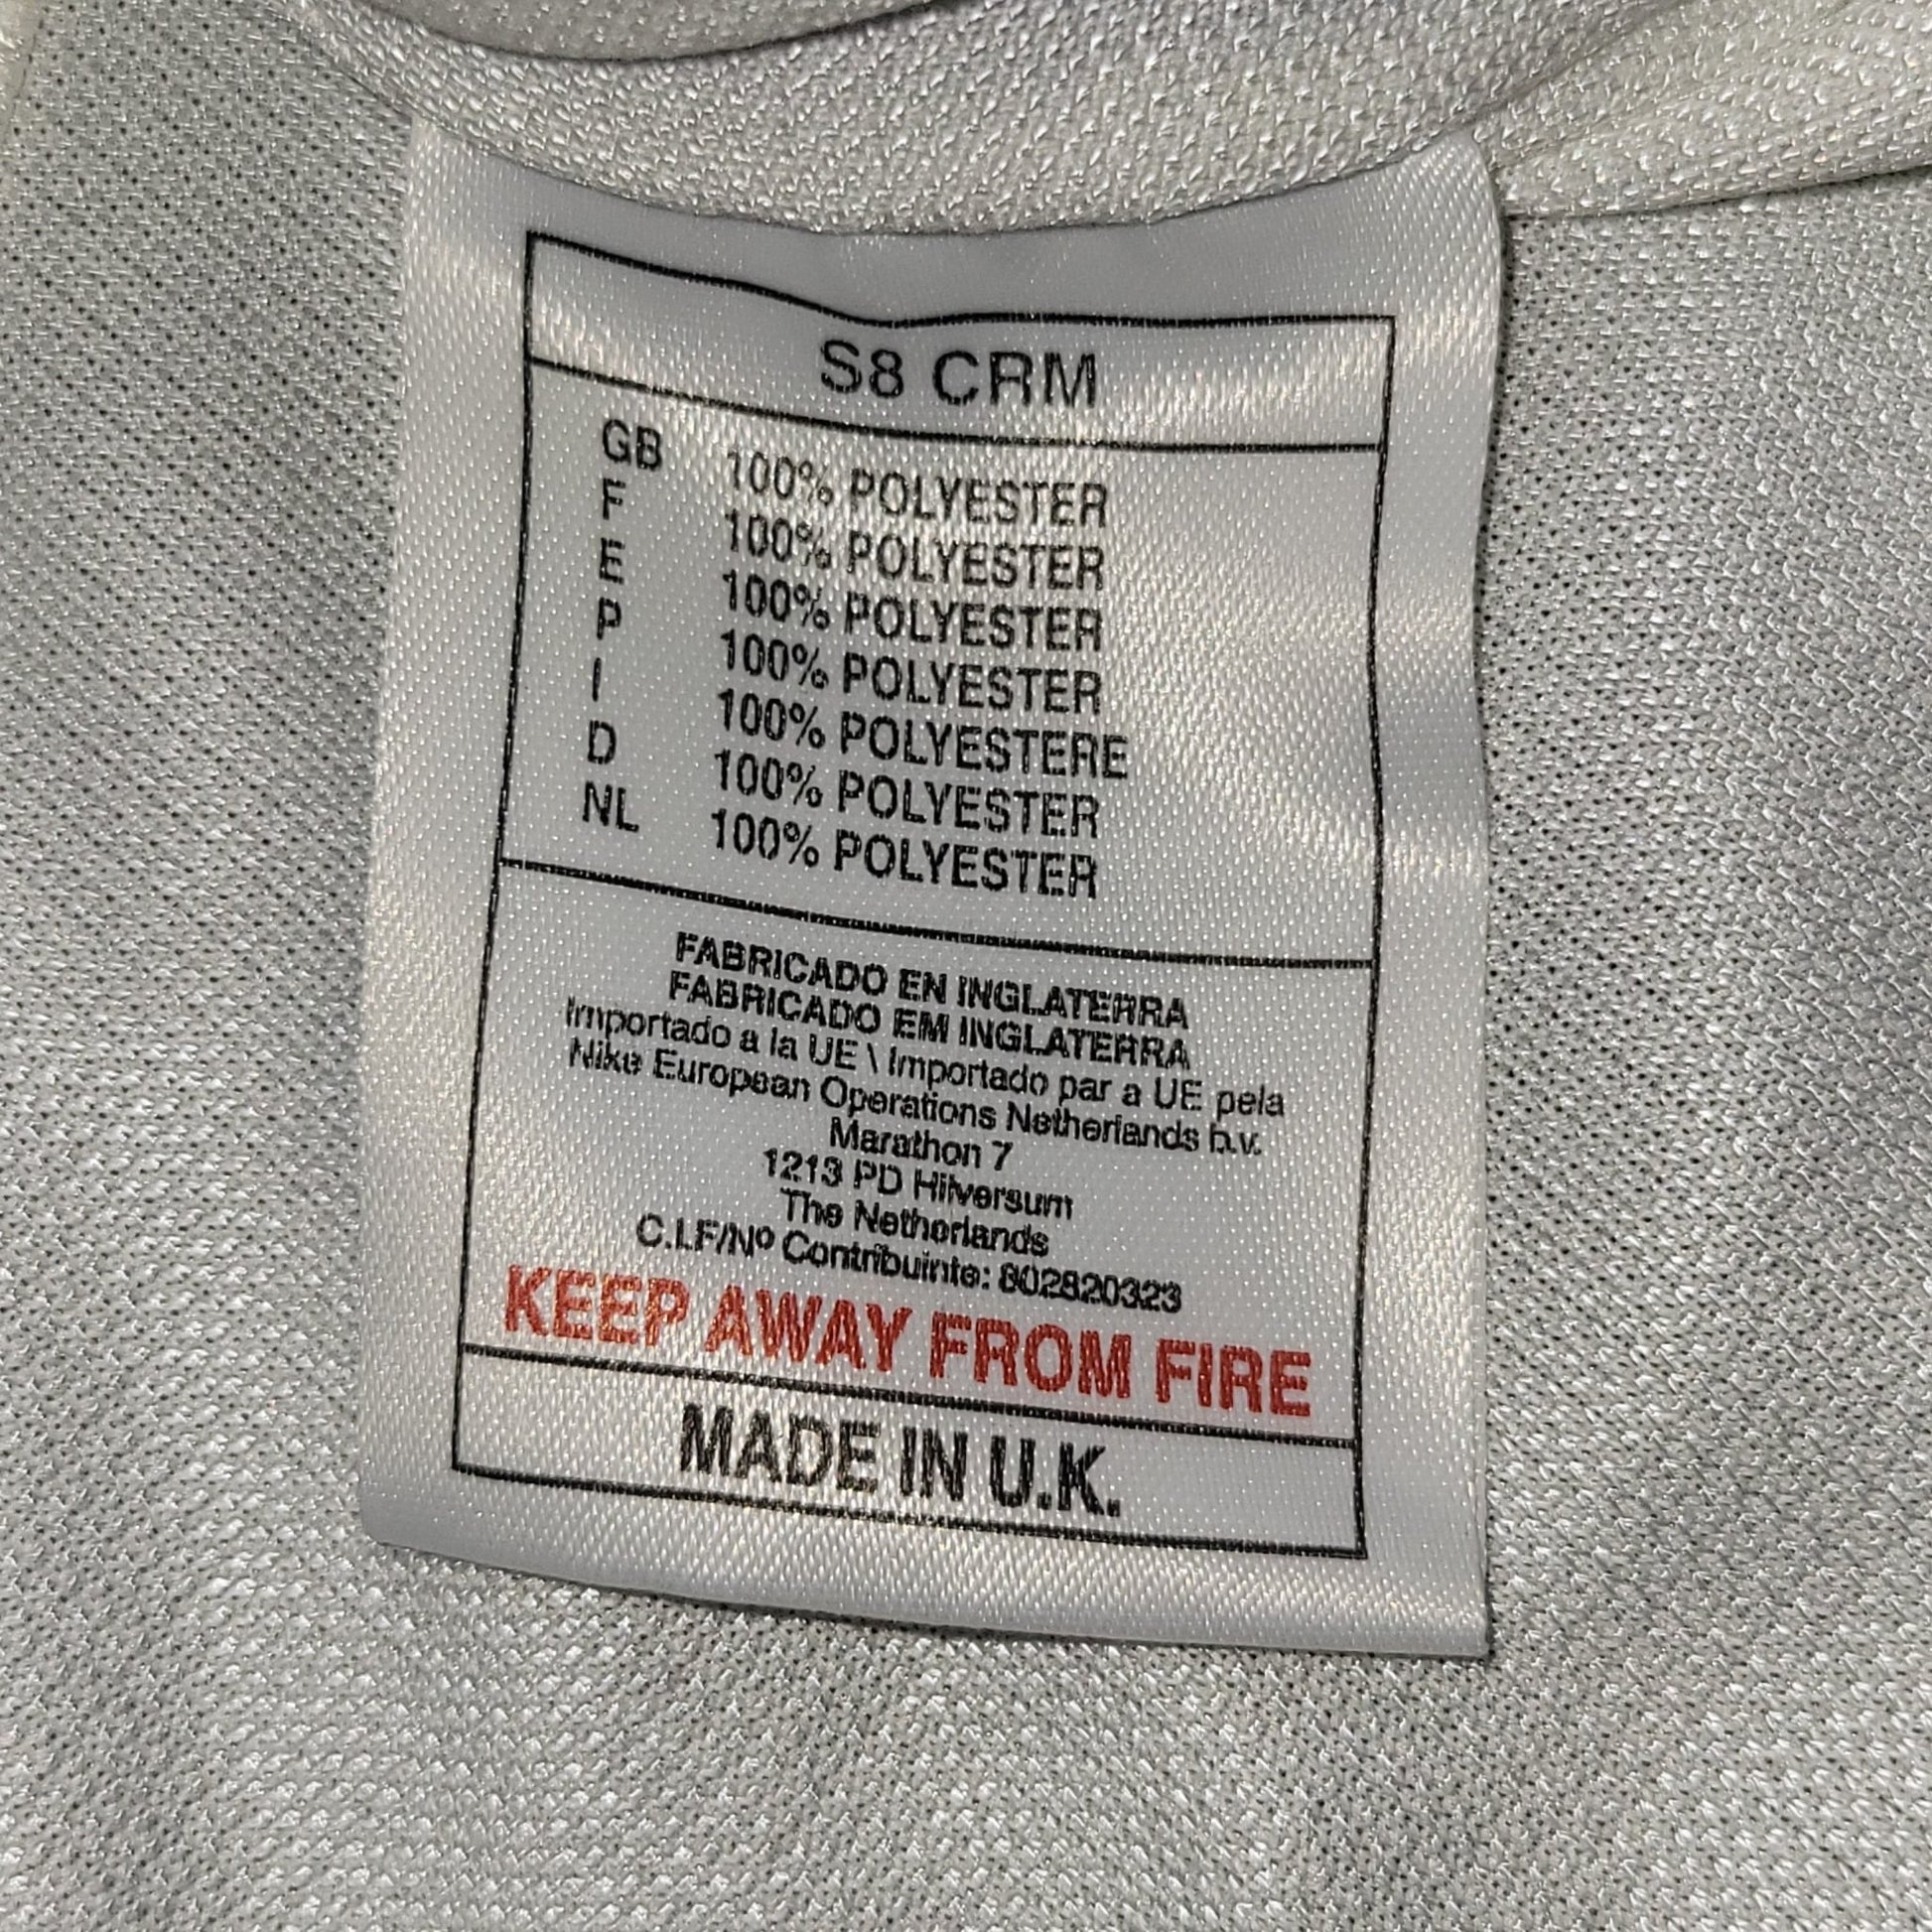 S8 CRM
GB 100% POLYESTER
F 100% POLYESTER
E 100% POLYESTER
P 100% POLYESTER
I 100% POLYESTERE
D 100% POLYESTER
NL 100% POLYESTER
FABRICADO EN INGLATERRA
FABRICADO EM INGLATERRA
Importado a la UE \ Importado par a UE pela
Nike European Operations Netherlands b.v.
Marathon 7
1213 PD Hilversum
The Netherlands
C.I.F/Nº Contribuinte: 802820323
KEEP AWAY FROM FIRE
MADE IN U.K.